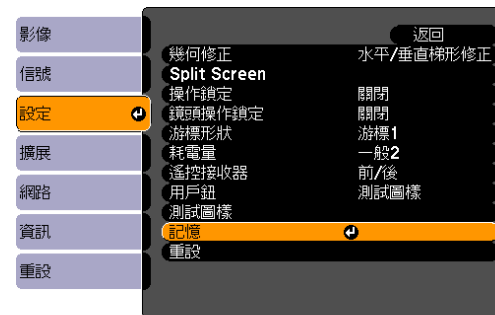 影像
信號
設定
擴展
網路
資訊
重設
返回
幾何修正 水平/垂直梯形修正
Split Screen
操作鎖定 關閉
鏡頭操作鎖定 關閉
游標形狀 游標1
耗電量 一般2
遙控接收器 前/後
用戶鈕 測試圖樣
測試圖樣
記憶
重設